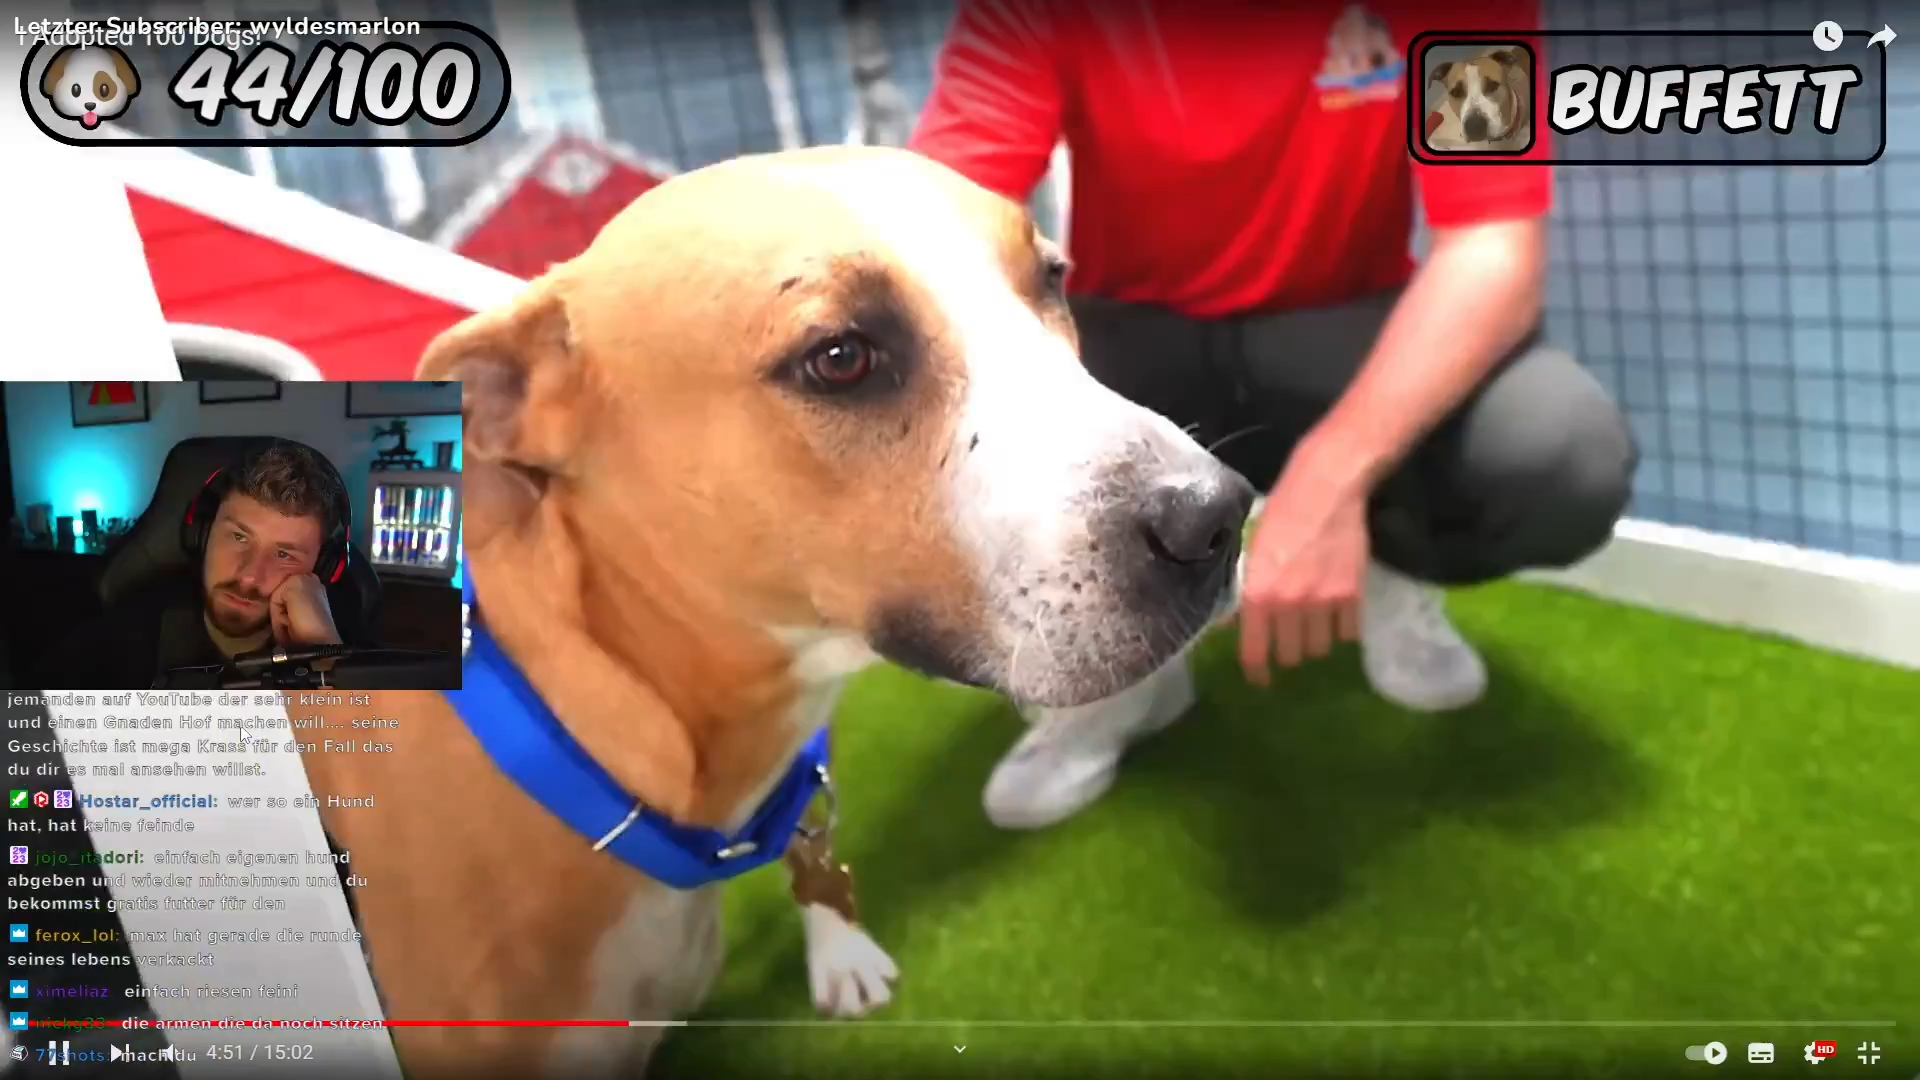 Letzter Subscriber: wyldesmarlon
I Adopted 100 Dogs!
44/100
BUFFETT
jemanden auf YouTube der sehr klein ist
und einen Gnaden Hof machen will.... seine
Geschichte ist mega Krass für den Fall das
du dir es mal ansehen willst.
Hostar_official: wer so ein Hund
hat, hat keine feinde
jojo_itadori: einfach eigenen hund
abgeben und wieder mitnehmen und du
bekommst gratis futter für den
ferox_lol: max hat gerade die runde
seines lebens verkackt
ximeliaz: einfach riesen feini
die armen die da noch sitzen
77shots: mach du
4:51 / 15:02
HD